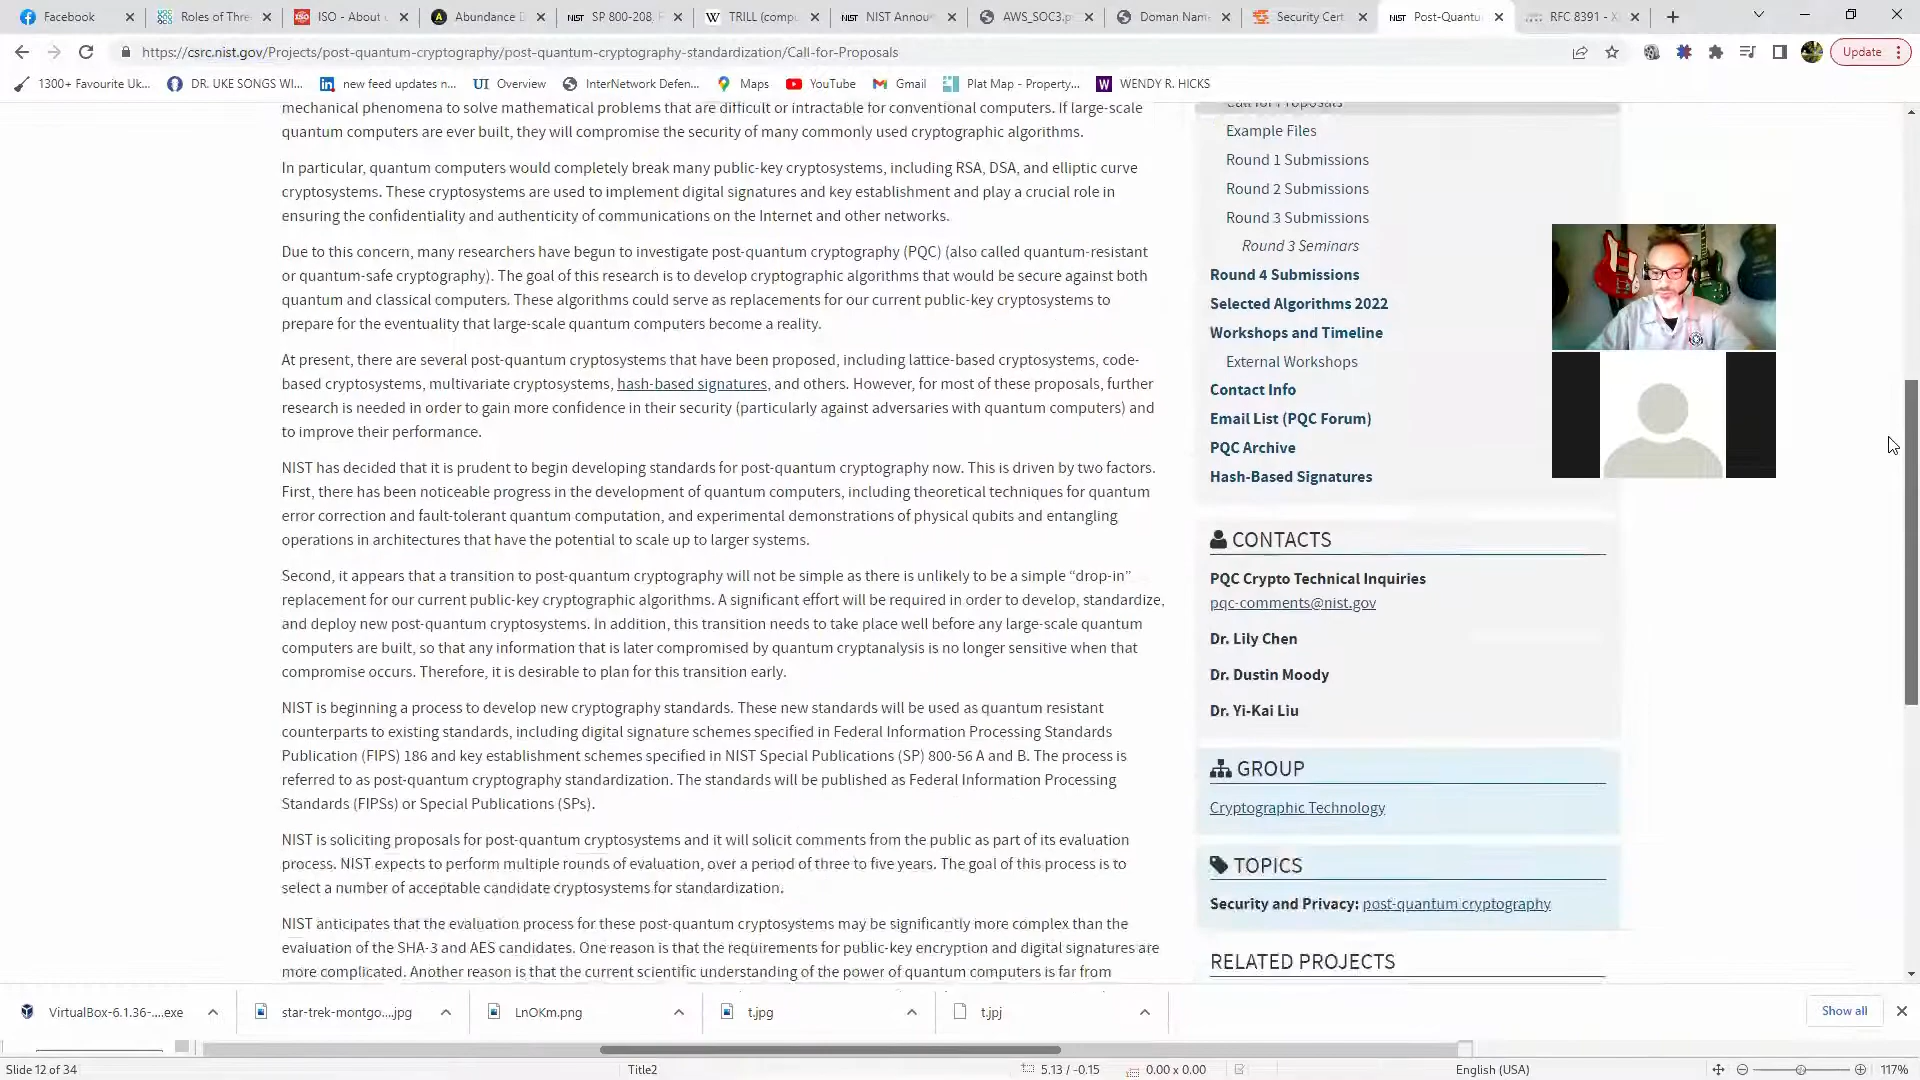 Facebook
Roles of Thre
ISO - About
Abundance D
NIST SP 800-208,
W TRILL (comp
NIST NIST Annou
AWS_SOC3.p
Doman Nam
Security Cert
NIST Post-Quantu
RFC 8391 - X
https://csrc.nist.gov/Projects/post-quantum-cryptography/post-quantum-cryptography-standardization/Call-for-Proposals
Update
1300+ Favourite Uk...
DR. UKE SONGS WI...
new feed updates n...
UI Overview
InterNetwork Defen...
Maps
YouTube
Gmail
Plat Map - Property...
W WENDY R. HICKS
mechanical phenomena to solve mathematical problems that are difficult or intractable for conventional computers. If large-scale
quantum computers are ever built, they will compromise the security of many commonly used cryptographic algorithms.
In particular, quantum computers would completely break many public-key cryptosystems, including RSA, DSA, and elliptic curve
cryptosystems. These cryptosystems are used to implement digital signatures and key establishment and play a crucial role in
ensuring the confidentiality and authenticity of communications on the Internet and other networks.
Due to this concern, many researchers have begun to investigate post-quantum cryptography (PQC) (also called quantum-resistant
or quantum-safe cryptography). The goal of this research is to develop cryptographic algorithms that would be secure against both
quantum and classical computers. These algorithms could serve as replacements for our current public-key cryptosystems to
prepare for the eventuality that large-scale quantum computers become a reality.
At present, there are several post-quantum cryptosystems that have been proposed, including lattice-based cryptosystems, code-
based cryptosystems, multivariate cryptosystems, hash-based signatures, and others. However, for most of these proposals, further
research is needed in order to gain more confidence in their security (particularly against adversaries with quantum computers) and
to improve their performance.
NIST has decided that it is prudent to begin developing standards for post-quantum cryptography now. This is driven by two factors.
First, there has been noticeable progress in the development of quantum computers, including theoretical techniques for quantum
error correction and fault-tolerant quantum computation, and experimental demonstrations of physical qubits and entangling
operations in architectures that have the potential to scale up to larger systems.
Second, it appears that a transition to post-quantum cryptography will not be simple as there is unlikely to be a simple “drop-in”
replacement for our current public-key cryptographic algorithms. A significant effort will be required in order to develop, standardize,
and deploy new post-quantum cryptosystems. In addition, this transition needs to take place well before any large-scale quantum
computers are built, so that any information that is later compromised by quantum cryptanalysis is no longer sensitive when that
compromise occurs. Therefore, it is desirable to plan for this transition early.
NIST is beginning a process to develop new cryptography standards. These new standards will be used as quantum resistant
counterparts to existing standards, including digital signature schemes specified in Federal Information Processing Standards
Publication (FIPS) 186 and key establishment schemes specified in NIST Special Publications (SP) 800-56 A and B. The process is
referred to as post-quantum cryptography standardization. The standards will be published as Federal Information Processing
Standards (FIPSs) or Special Publications (SPs).
NIST is soliciting proposals for post-quantum cryptosystems and it will solicit comments from the public as part of its evaluation
process. NIST expects to perform multiple rounds of evaluation, over a period of three to five years. The goal of this process is to
select a number of acceptable candidate cryptosystems for standardization.
NIST anticipates that the evaluation process for these post-quantum cryptosystems may be significantly more complex than the
evaluation of the SHA-3 and AES candidates. One reason is that the requirements for public-key encryption and digital signatures are
more complicated. Another reason is that the current scientific understanding of the power of quantum computers is far from
Call for Proposals
Example Files
Round 1 Submissions
Round 2 Submissions
Round 3 Submissions
Round 3 Seminars
Round 4 Submissions
Selected Algorithms 2022
Workshops and Timeline
External Workshops
Contact Info
Email List (PQC Forum)
PQC Archive
Hash-Based Signatures
CONTACTS
PQC Crypto Technical Inquiries
pqc-comments@nist.gov
Dr. Lily Chen
Dr. Dustin Moody
Dr. Yi-Kai Liu
GROUP
Cryptographic Technology
TOPICS
Security and Privacy: post-quantum cryptography
RELATED PROJECTS
VirtualBox-6.1.36-....exe
star-trek-montgo....jpg
LnOKm.png
t.jpg
t.jpj
Show all
Slide 12 of 34
Title2
5.13 / -0.15
0.00 x 0.00
English (USA)
117%